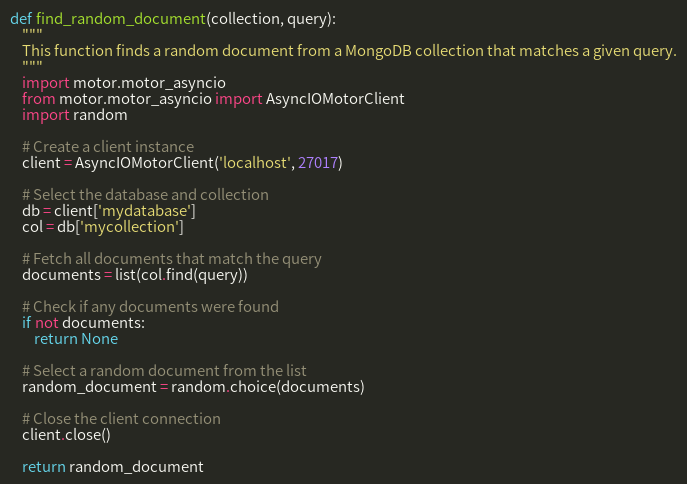 def find_random_document(collection, query):
    """
    This function finds a random document from a MongoDB collection that matches a given query.
    """
    import motor.motor_asyncio
    from motor.motor_asyncio import AsyncIOMotorClient
    import random

    # Create a client instance
    client = AsyncIOMotorClient('localhost', 27017)

    # Select the database and collection
    db = client['mydatabase']
    col = db['mycollection']

    # Fetch all documents that match the query
    documents = list(col.find(query))

    # Check if any documents were found
    if not documents:
        return None

    # Select a random document from the list
    random_document = random.choice(documents)

    # Close the client connection
    client.close()

    return random_document